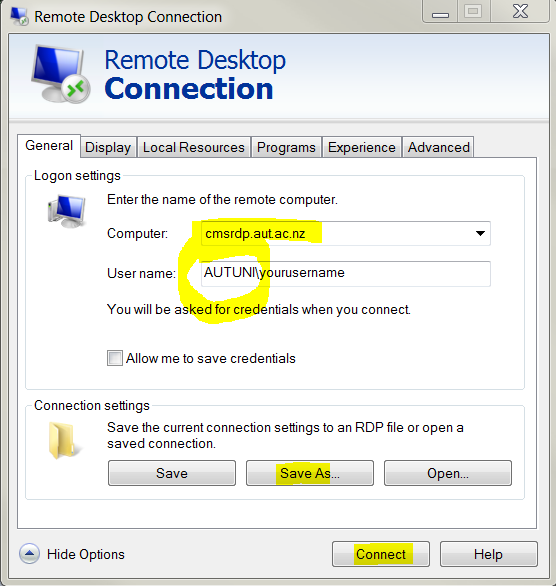 Remote Desktop Connection
Remote Desktop
Connection
General
Display
Local Resources
Programs
Experience
Advanced
Logon settings
Enter the name of the remote computer.
Computer: cmsrdp.aut.ac.nz
User name: AUTUNI\yourusername
You will be asked for credentials when you connect.
Allow me to save credentials
Connection settings
Save the current connection settings to an RDP file or open a
saved connection.
Save
Save As...
Open...
Hide Options
Connect
Help